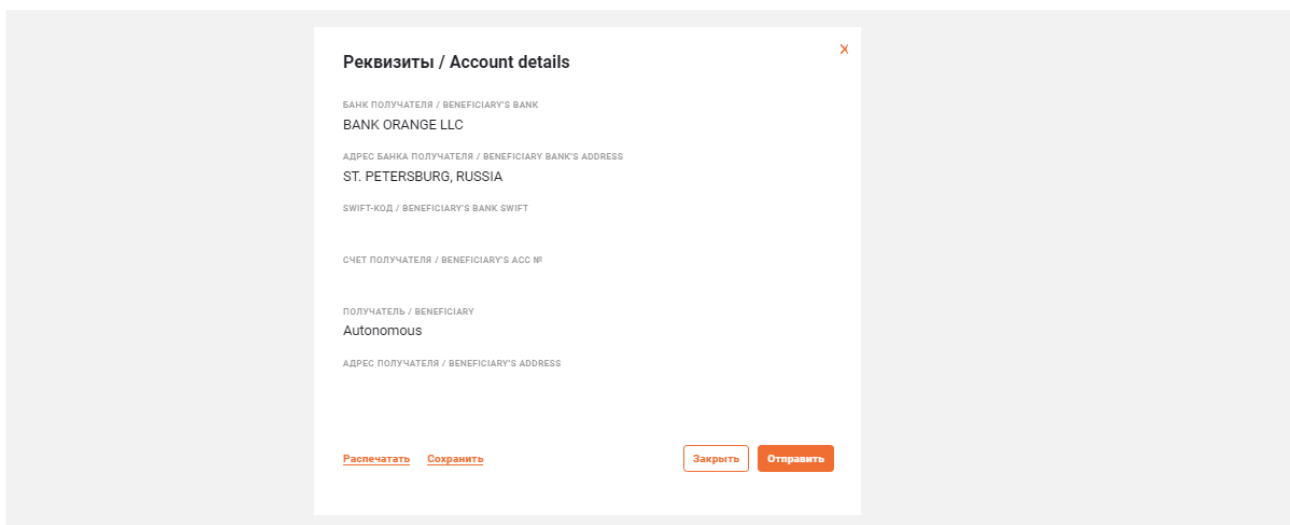 Реквизиты / Account details
БАНК ПОЛУЧАТЕЛЯ / BENEFICIARY'S BANK
BANK ORANGE LLC
АДРЕС БАНКА ПОЛУЧАТЕЛЯ / BENEFICIARY BANK'S ADDRESS
ST. PETERSBURG, RUSSIA
SWIFT-КОД / BENEFICIARY'S BANK SWIFT
СЧЕТ ПОЛУЧАТЕЛЯ / BENEFICIARY'S ACC №
ПОЛУЧАТЕЛЬ / BENEFICIARY
Autonomous
АДРЕС ПОЛУЧАТЕЛЯ / BENEFICIARY'S ADDRESS
Распечатать Сохранить Закрыть Отправить